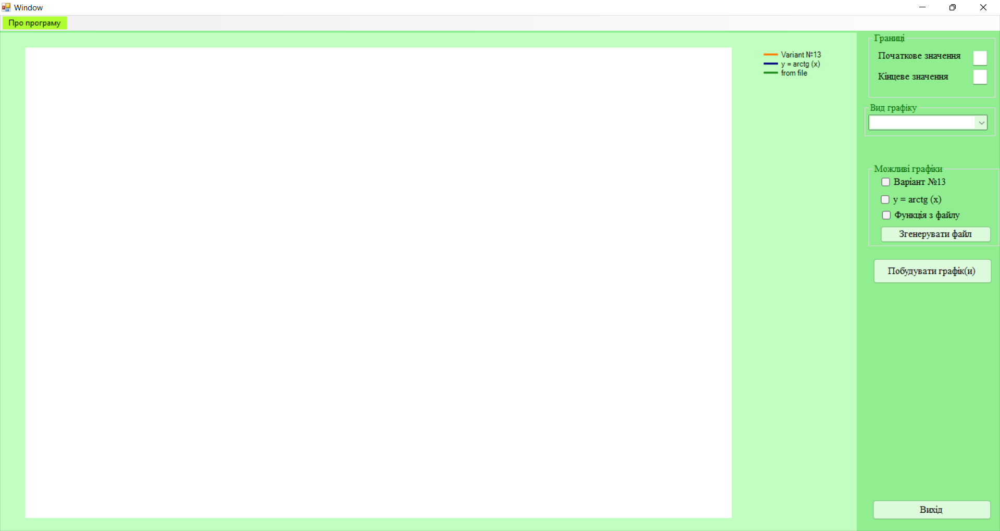 Window
Про програму
Variant №13
y = arctg (x)
from file
Границі
Початкове значення
Кінцеве значення
Вид графіку
Можливі графіки
Варіант №13
y = arctg (x)
Функція з файлу
Згенерувати файл
Побудувати графік(и)
Вихід